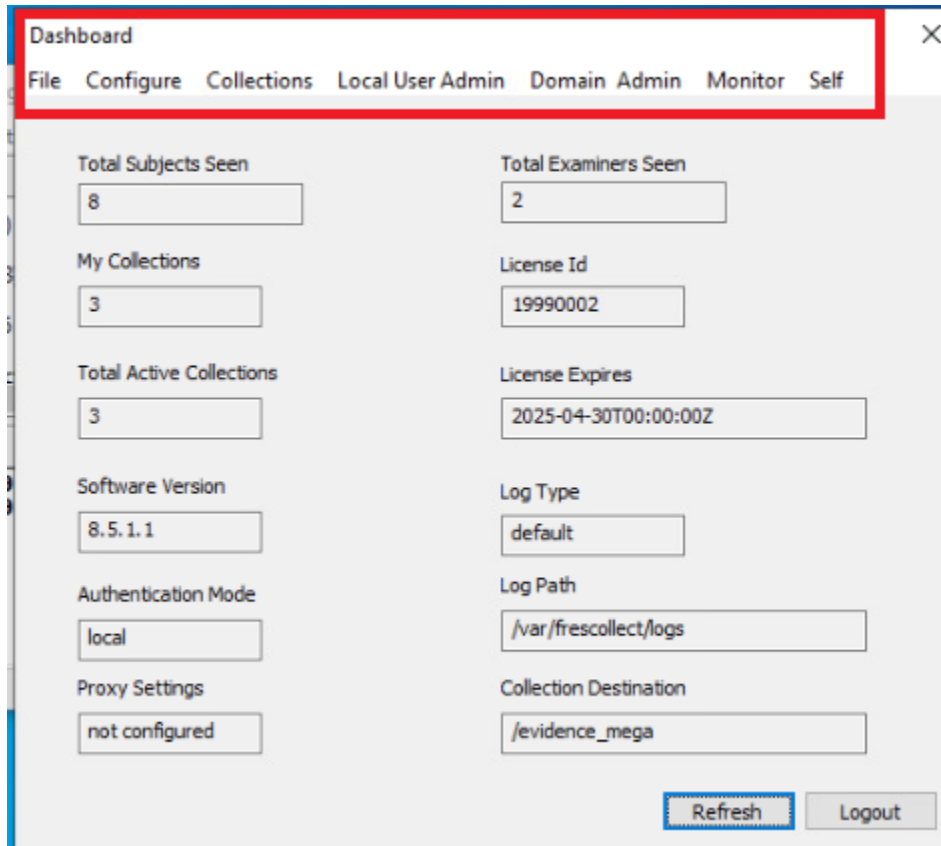 Dashboard
File Configure Collections Local User Admin Domain Admin Monitor Self
Total Subjects Seen
8
Total Examiners Seen
2
My Collections
3
License Id
19990002
Total Active Collections
3
License Expires
2025-04-30T00:00:00Z
Software Version
8.5.1.1
Log Type
default
Authentication Mode
local
Log Path
/var/frescollect/logs
Proxy Settings
not configured
Collection Destination
/evidence_mega
Refresh Logout